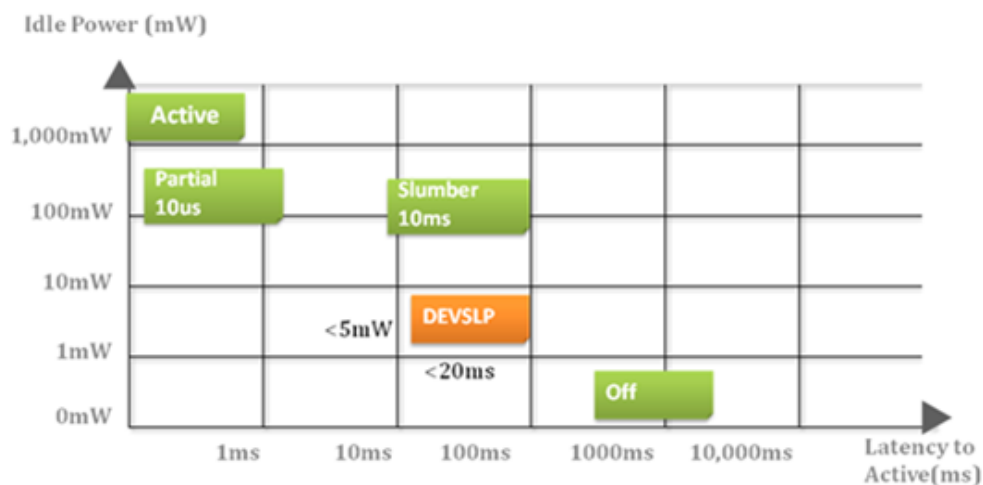 Idle Power (mW)
Active
1,000mW
Partial
10us
Slumber
10ms
100mW
10mW
DEVSLP
<5mW
1mW
<20ms
Off
0mW
1ms
10ms
100ms
1000ms
10,000ms
Latency to
Active(ms)